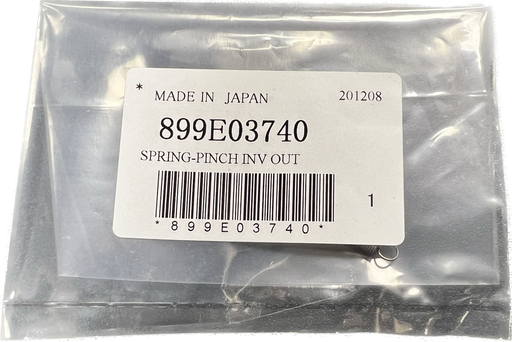 * MADE IN JAPAN 201208
899E03740
SPRING-PINCH INV OUT
1
*899E03740*